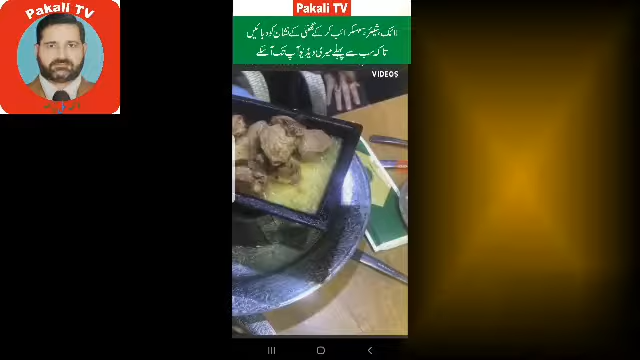 Pakali TV
Pakali TV
لائک، شیئر، سبسکرائب کر کے گھنٹی کے نشان کو دبائیں
تاکہ سب سے پہلے میری ویڈیو آپ تک آ سکے
VIDEOS